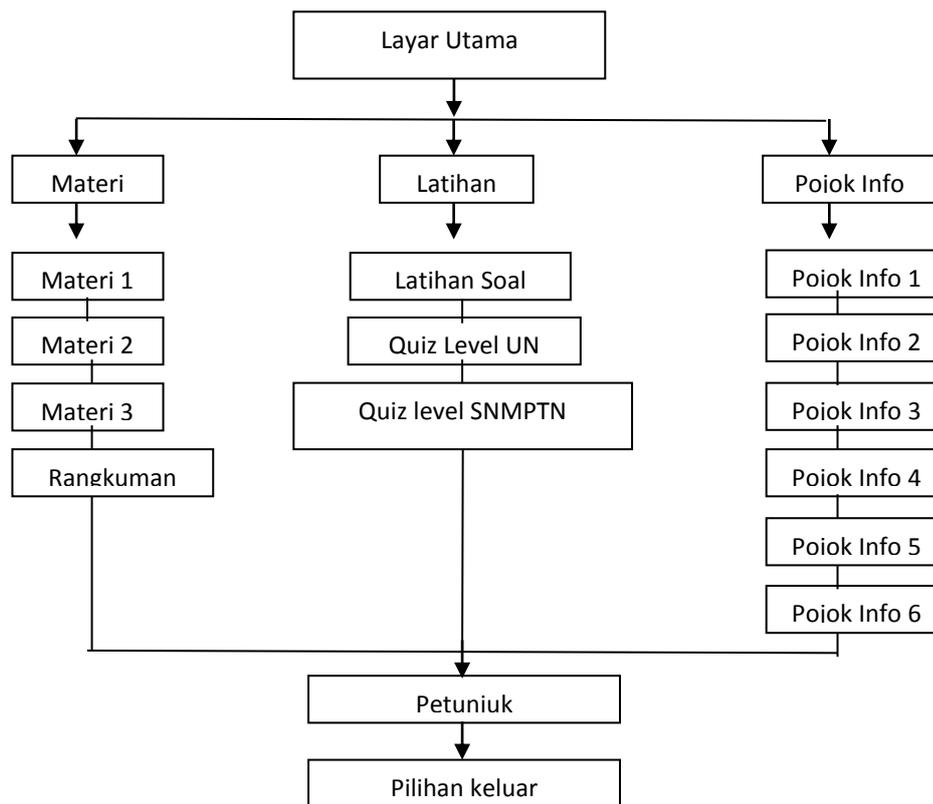 Layar Utama
Materi
Latihan
Pojok Info
Materi 1
Materi 2
Materi 3
Rangkuman
Latihan Soal
Quiz Level UN
Quiz level SNMPTN
Pojok Info 1
Pojok Info 2
Pojok Info 3
Pojok Info 4
Pojok Info 5
Pojok Info 6
Petunjuk
Pilihan keluar